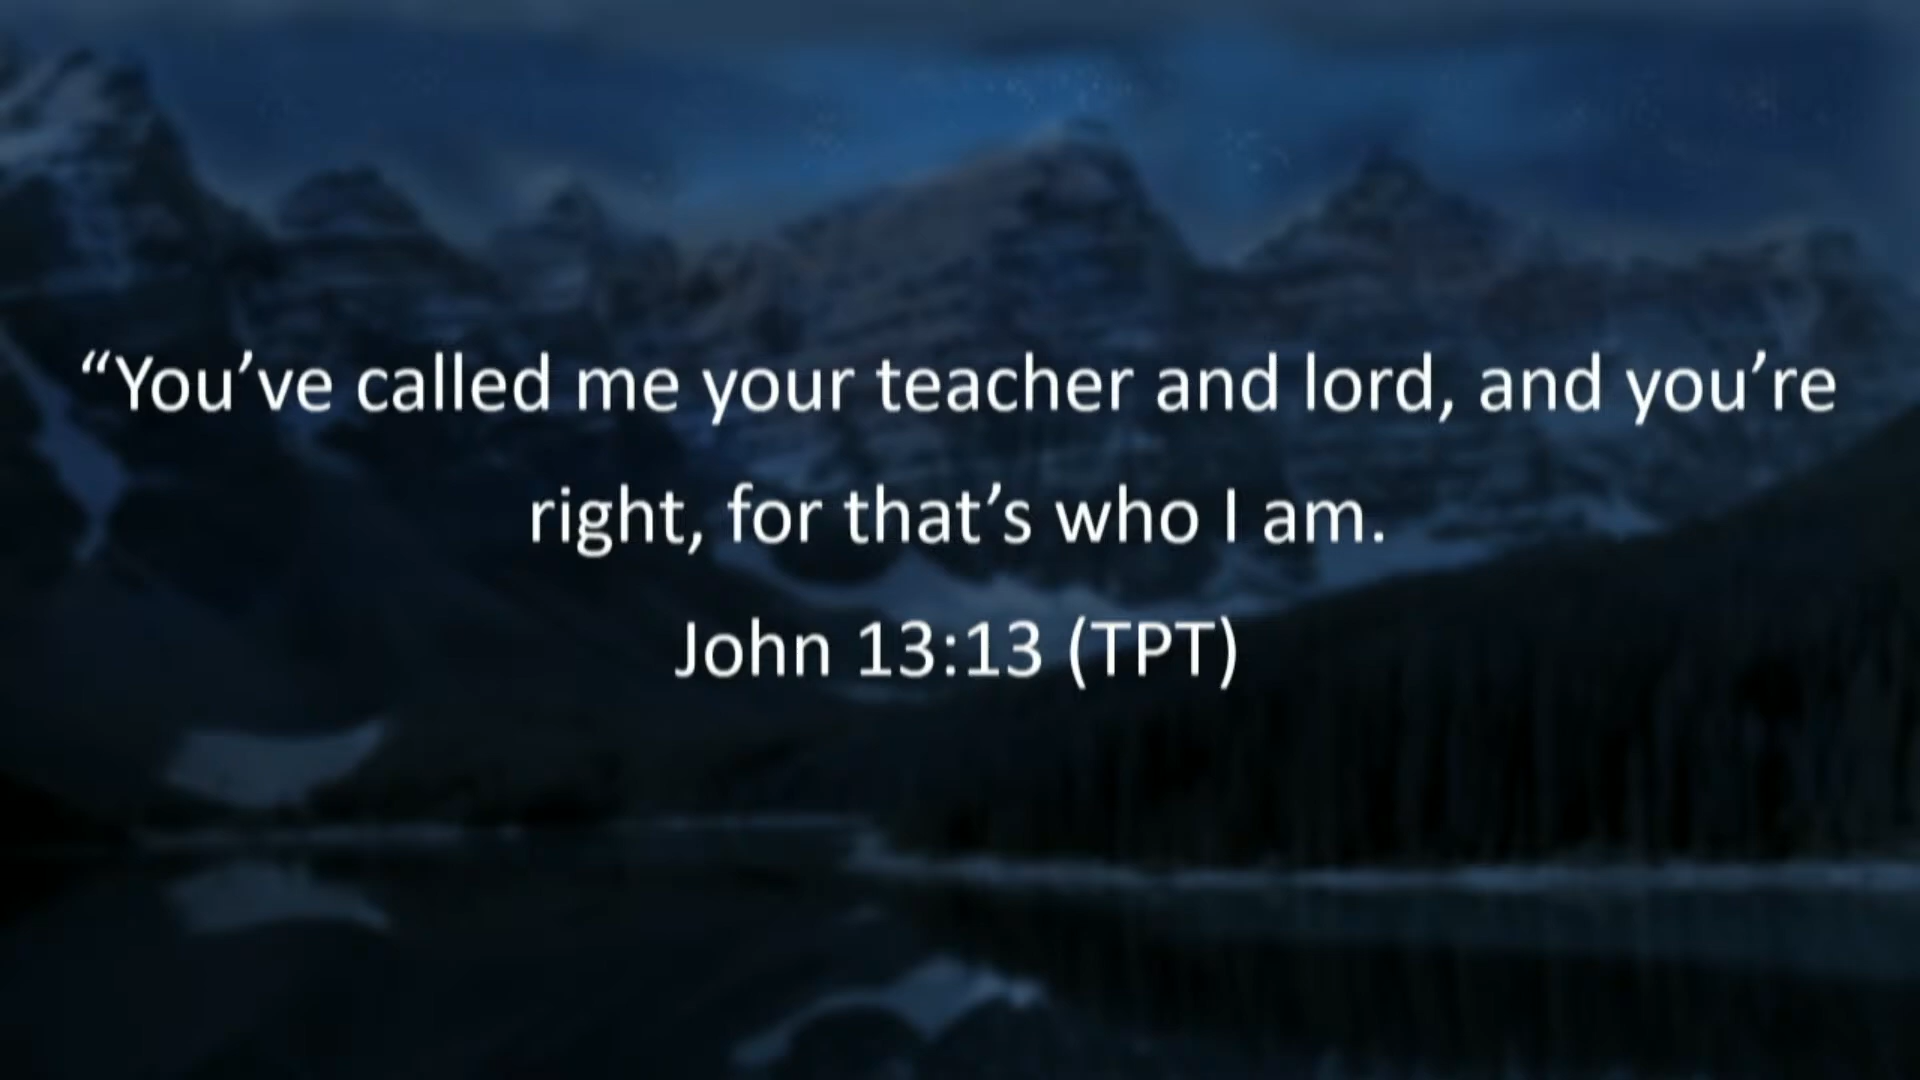 “You’ve called me your teacher and lord, and you’re
right, for that’s who I am.
John 13:13 (TPT)